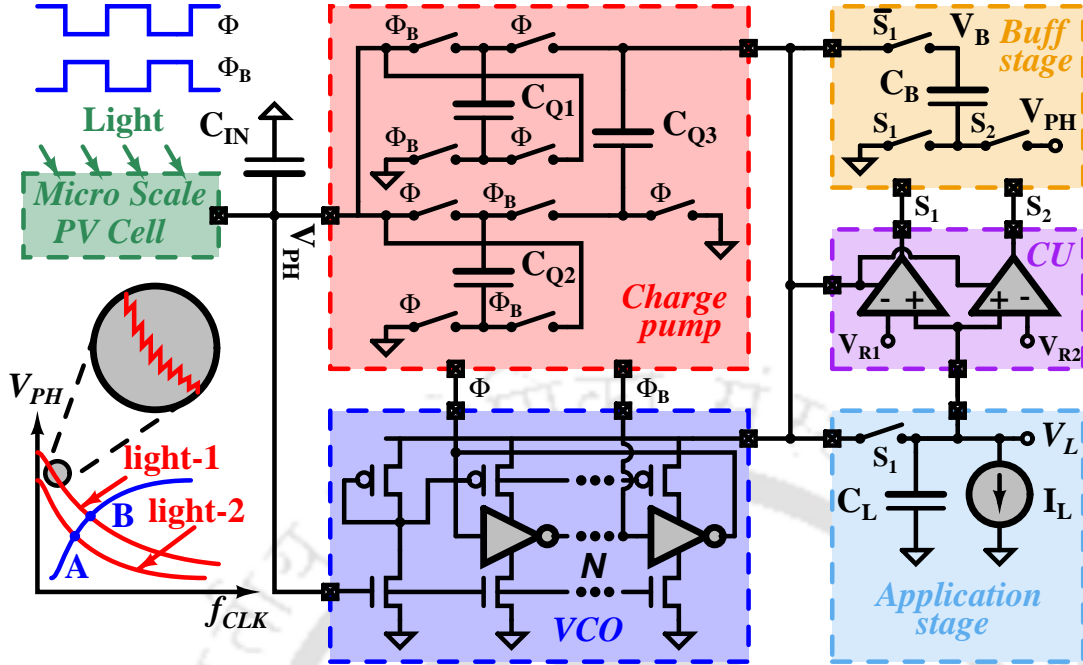 Φ
Φ_B
Light
Micro Scale
PV Cell
C_IN
V_PH
Φ_B
Φ
C_Q1
Φ_B
Φ
C_Q3
Φ
Φ_B
Φ
C_Q2
Φ
Φ_B
Charge
pump
S̅_1
V_B
Buff
stage
C_B
S_1
S_2
V_PH
S_1
S_2
CU
- +
+ -
V_R1
V_R2
Φ
Φ_B
N
VCO
S_1
V_L
C_L
I_L
Application
stage
V_PH
light-1
light-2
B
A
f_CLK